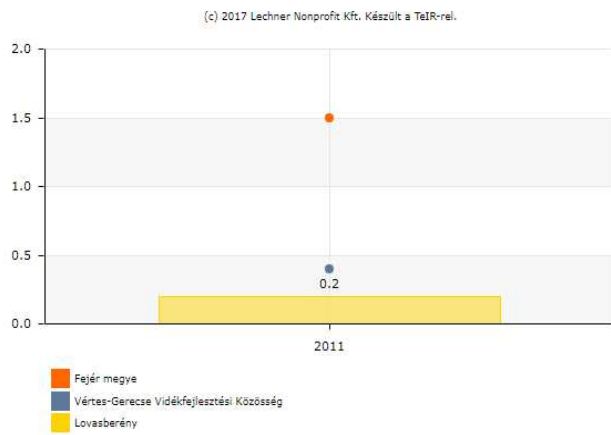 (c) 2017 Lechner Nonprofit Kft. Készült a TeIR-rel.
2.0
1.5
1.0
0.5
0.2
0.0
2011
Fejér megye
Vértes-Gerecse Vidékfejlesztési Közösség
Lovasberény